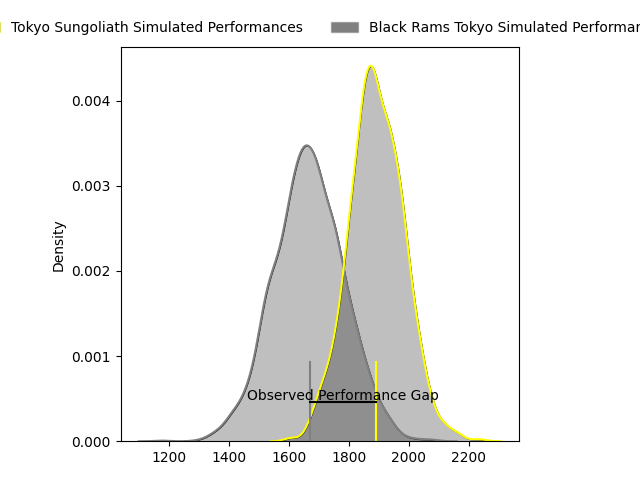 Tokyo Sungoliath Simulated Performances
Black Rams Tokyo Simulated
0.004
0.003
0.002
0.001
0.000
Density
Observed Performance Gap
1200 1400 1600 1800 2000 2200